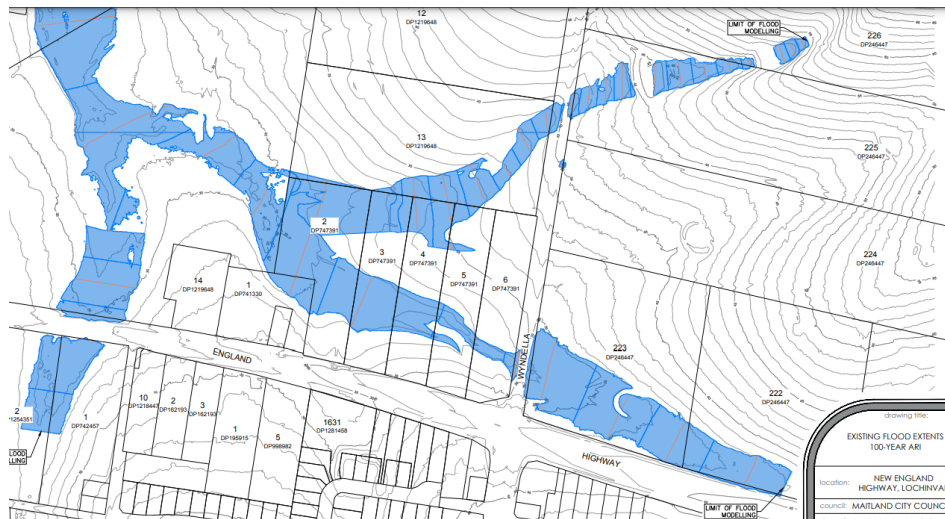 12
DP1219648
LIMIT OF FLOOD
MODELLING
226
DP246447
13
DP1219648
225
DP246447
2
DP747391
3
DP747391
4
DP747391
5
DP747391
6
DP747391
224
DP246447
14
DP1219648
1
DP741330
ENGLAND
WYNDELLA
223
DP246447
222
DP246447
10
DP1218447
2
DP162193
3
DP162193
2
1
DP742457
1
DP195915
5
DP998982
1631
DP1281458
HIGHWAY
LIMIT OF FLOOD
MODELLING
drawing title:
EXISTING FLOOD EXTENTS
100-YEAR ARI
location:
NEW ENGLAND
HIGHWAY, LOCHINVA
council:
MAITLAND CITY COUNC